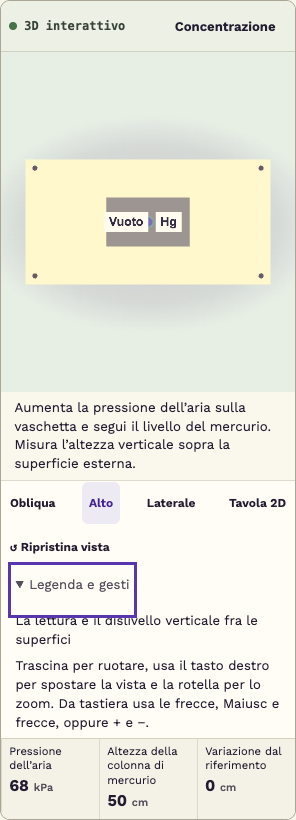 3D interattivo
Concentrazione
Vuoto
Hg
Aumenta la pressione dell’aria sulla
vaschetta e segui il livello del mercurio.
Misura l’altezza verticale sopra la
superficie esterna.
Obliqua Alto Laterale Tavola 2D
↺ Ripristina vista
▼ Legenda e gesti
La lettura è il dislivello verticale fra le
superfici
Trascina per ruotare, usa il tasto destro
per spostare la vista e la rotella per lo
zoom. Da tastiera usa le frecce, Maiusc e
frecce, oppure + e −.
Pressione
dell’aria
68 kPa
Altezza della
colonna di
mercurio
50 cm
Variazione dal
riferimento
0 cm